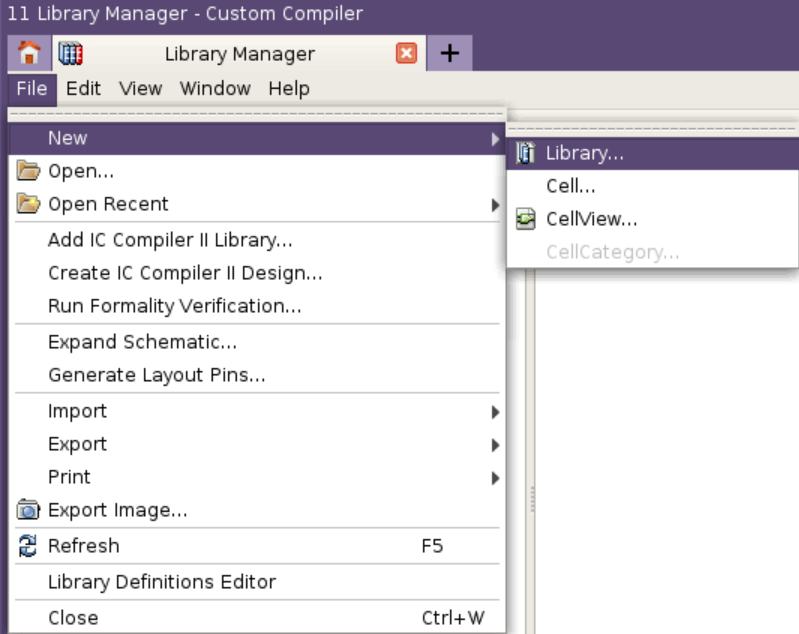 11 Library Manager - Custom Compiler
Library Manager
File Edit View Window Help
New
Open...
Open Recent
Add IC Compiler II Library...
Create IC Compiler II Design...
Run Formality Verification...
Expand Schematic...
Generate Layout Pins...
Import
Export
Print
Export Image...
Refresh F5
Library Definitions Editor
Close Ctrl+W
Library...
Cell...
CellView...
CellCategory...